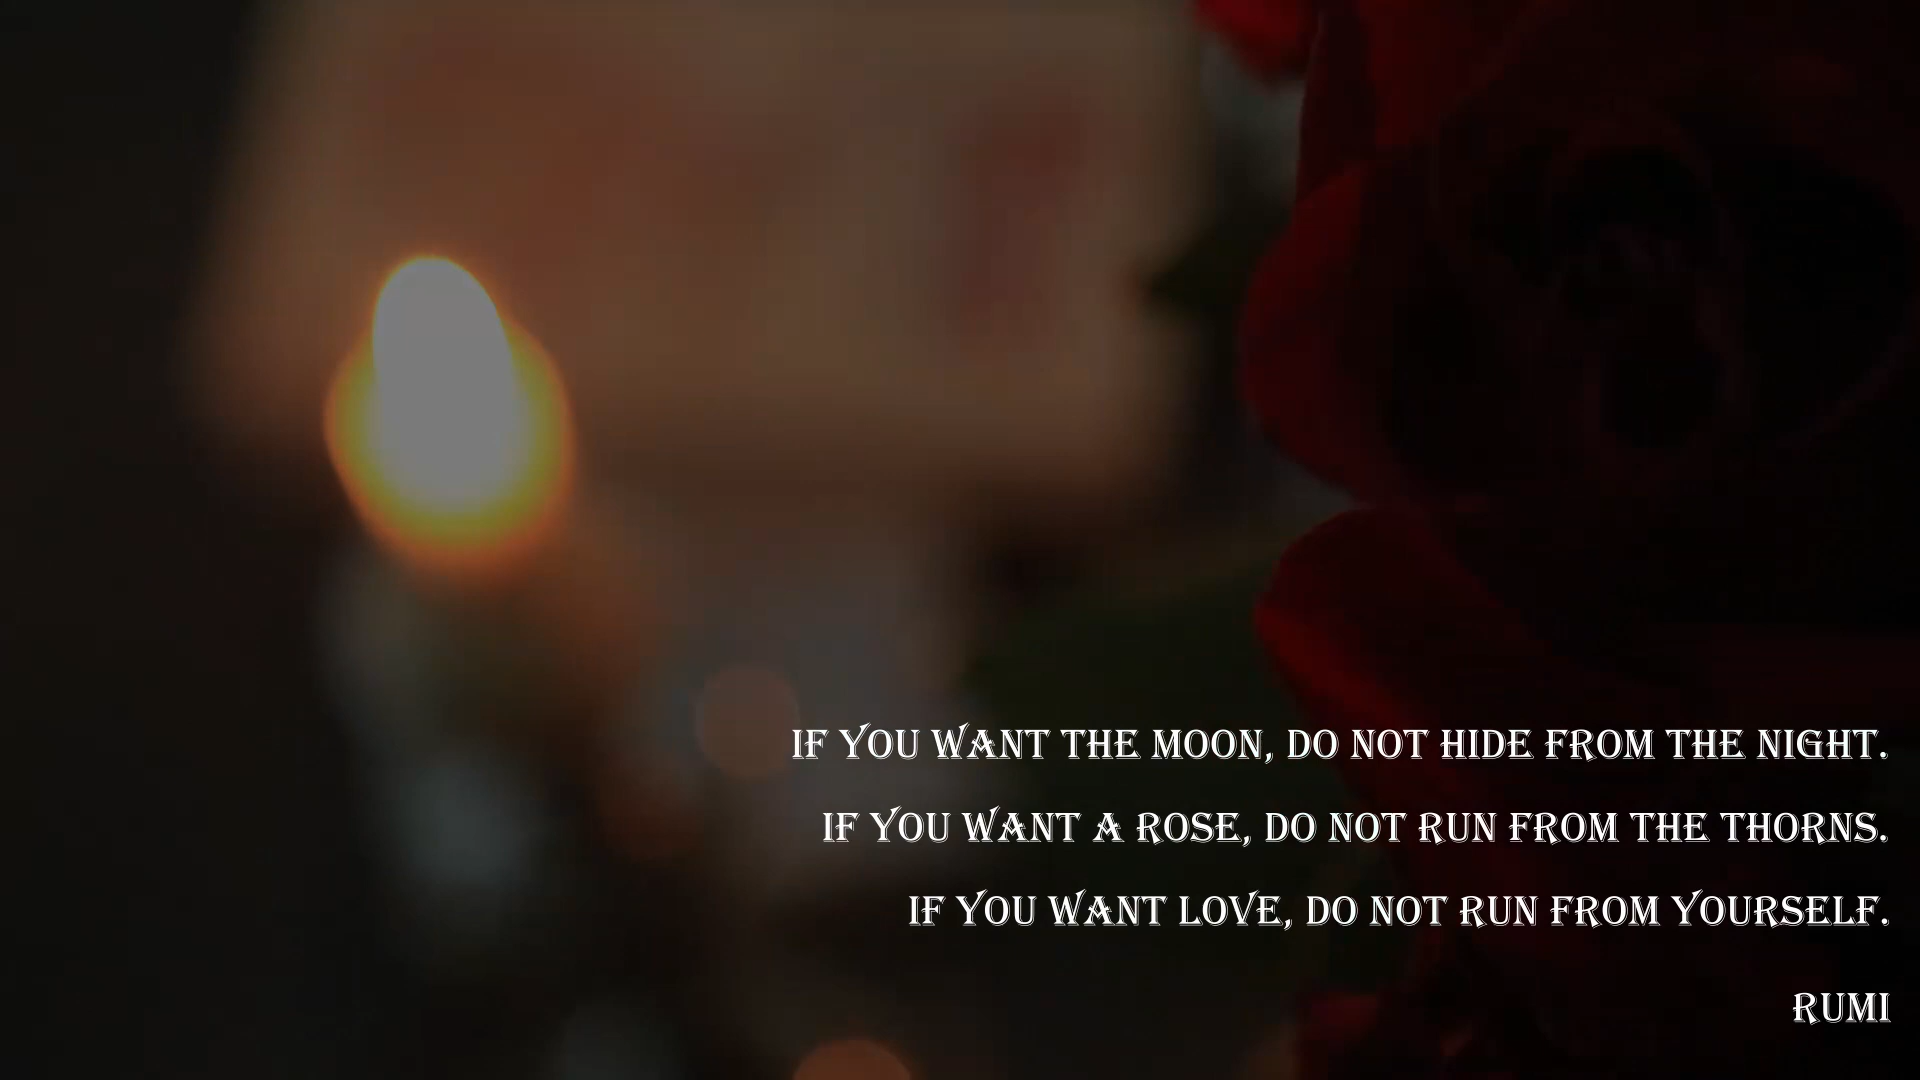 IF YOU WANT THE MOON, DO NOT HIDE FROM THE NIGHT.
IF YOU WANT A ROSE, DO NOT RUN FROM THE THORNS.
IF YOU WANT LOVE, DO NOT RUN FROM YOURSELF.
RUMI